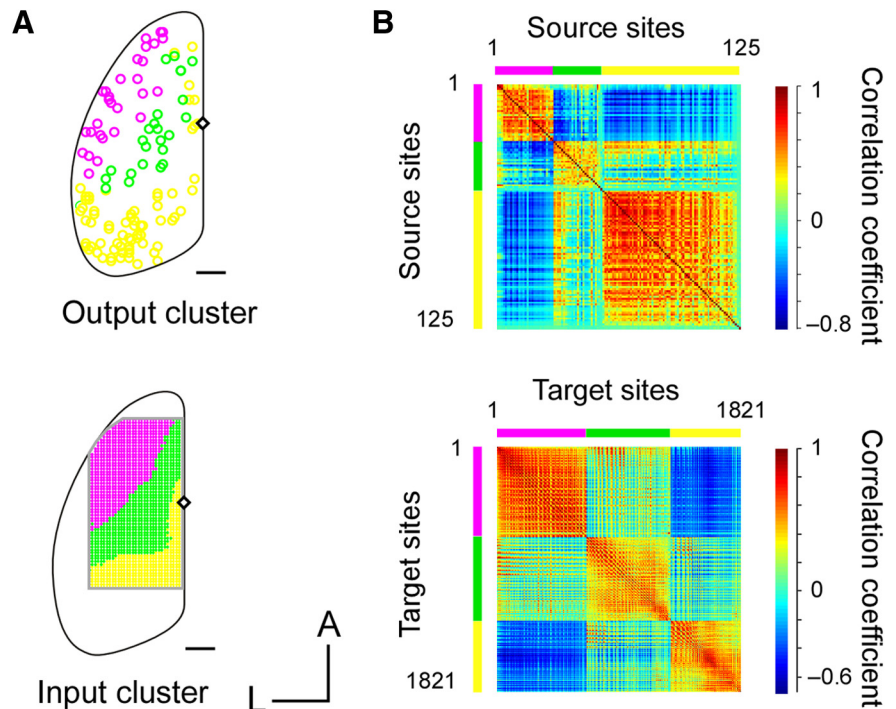 A
Output cluster
Input cluster
A
L
B
Source sites
1
125
1
Source sites
125
1
0
–0.8
Correlation coefficient
Target sites
1
1821
1
Target sites
1821
1
0
–0.6
Correlation coefficient